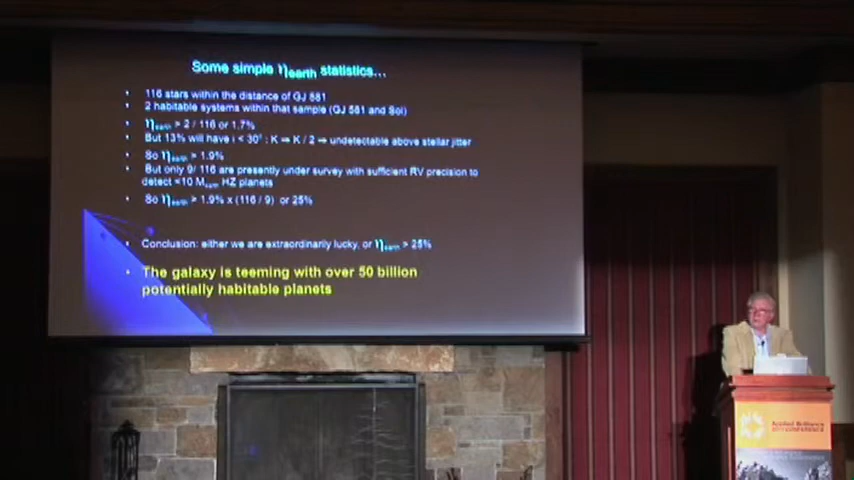 Some simple ηearth statistics...
• 116 stars within the distance of GJ 581
• 2 habitable systems within that sample (GJ 581 and Sol)
• ηearth > 2 / 116 or 1.7%
• But 13% will have i < 30° : K ⇒ K / 2 ⇒ undetectable above stellar jitter
• So ηearth > 1.9%
• But only 9/ 116 are presently under survey with sufficient RV precision to
detect <10 Mearth HZ planets
• So ηearth > 1.9% x (116 / 9) or 25%
• Conclusion: either we are extraordinarily lucky, or ηearth > 25%
• The galaxy is teeming with over 50 billion
potentially habitable planets
Applied Brilliance
CONFERENCE